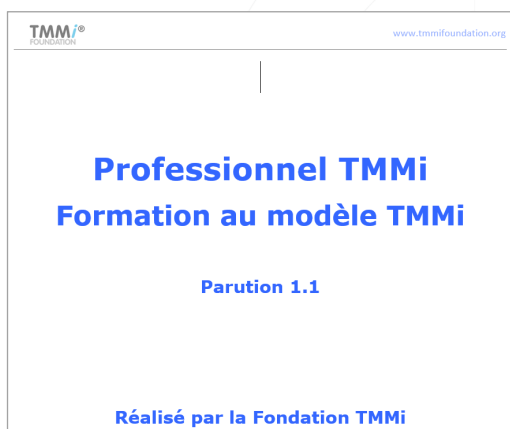 TMMi®
FOUNDATION
www.tmmifoundation.org
Professionnel TMMi
Formation au modèle TMMi
Parution 1.1
Réalisé par la Fondation TMMi